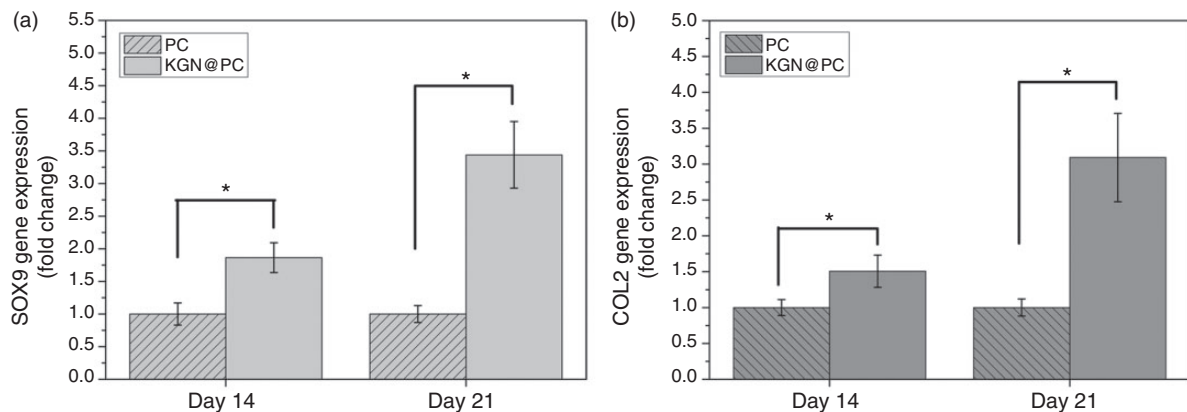 (a)
SOX9 gene expression
(fold change)
5.5
5.0
4.5
4.0
3.5
3.0
2.5
2.0
1.5
1.0
0.5
0.0
PC
KGN@PC
*
*
Day 14 Day 21
(b)
COL2 gene expression
(fold change)
5.0
4.5
4.0
3.5
3.0
2.5
2.0
1.5
1.0
0.5
0.0
PC
KGN@PC
*
*
Day 14 Day 21